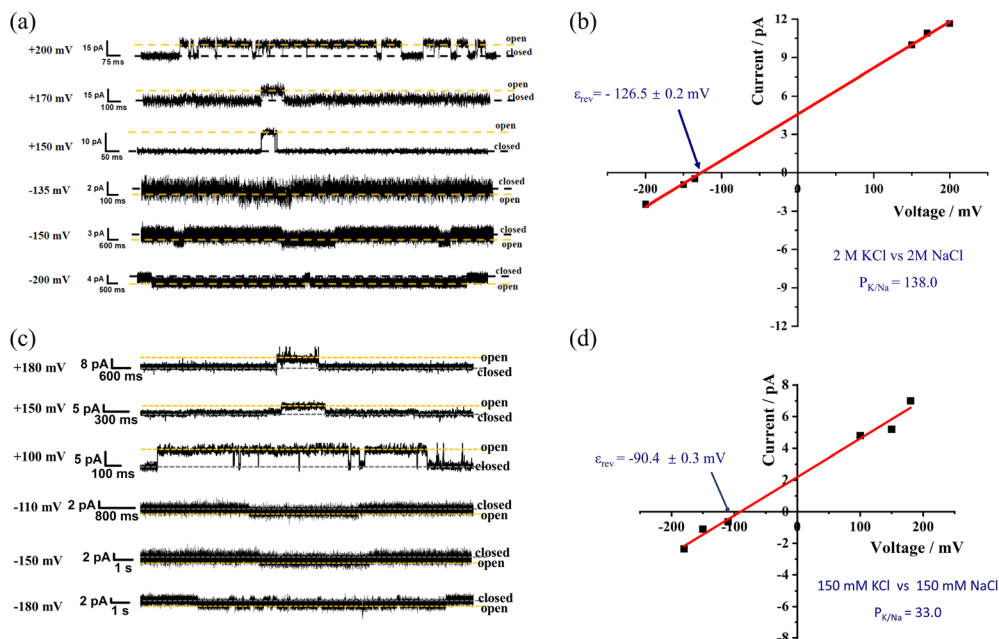 (a)
+200 mV
15 pA
75 ms
open
closed
+170 mV
15 pA
100 ms
open
closed
+150 mV
10 pA
50 ms
open
closed
-135 mV
2 pA
100 ms
closed
open
-150 mV
3 pA
600 ms
closed
open
-200 mV
4 pA
500 ms
closed
open
(b)
Current / pA
12
9
6
3
0
-3
-6
-9
-12
-200
-100
0
100
200
Voltage / mV
εrev= - 126.5 ± 0.2 mV
2 M KCl vs 2M NaCl
PK/Na = 138.0
(c)
+180 mV
8 pA
600 ms
open
closed
+150 mV
5 pA
300 ms
open
closed
+100 mV
5 pA
100 ms
open
closed
-110 mV
2 pA
800 ms
closed
open
-150 mV
2 pA
1 s
closed
open
-180 mV
2 pA
1 s
closed
open
(d)
Current / pA
8
6
4
2
0
-2
-4
-6
-8
-200
-100
0
100
200
Voltage / mV
εrev= -90.4 ± 0.3 mV
150 mM KCl vs 150 mM NaCl
PK/Na = 33.0